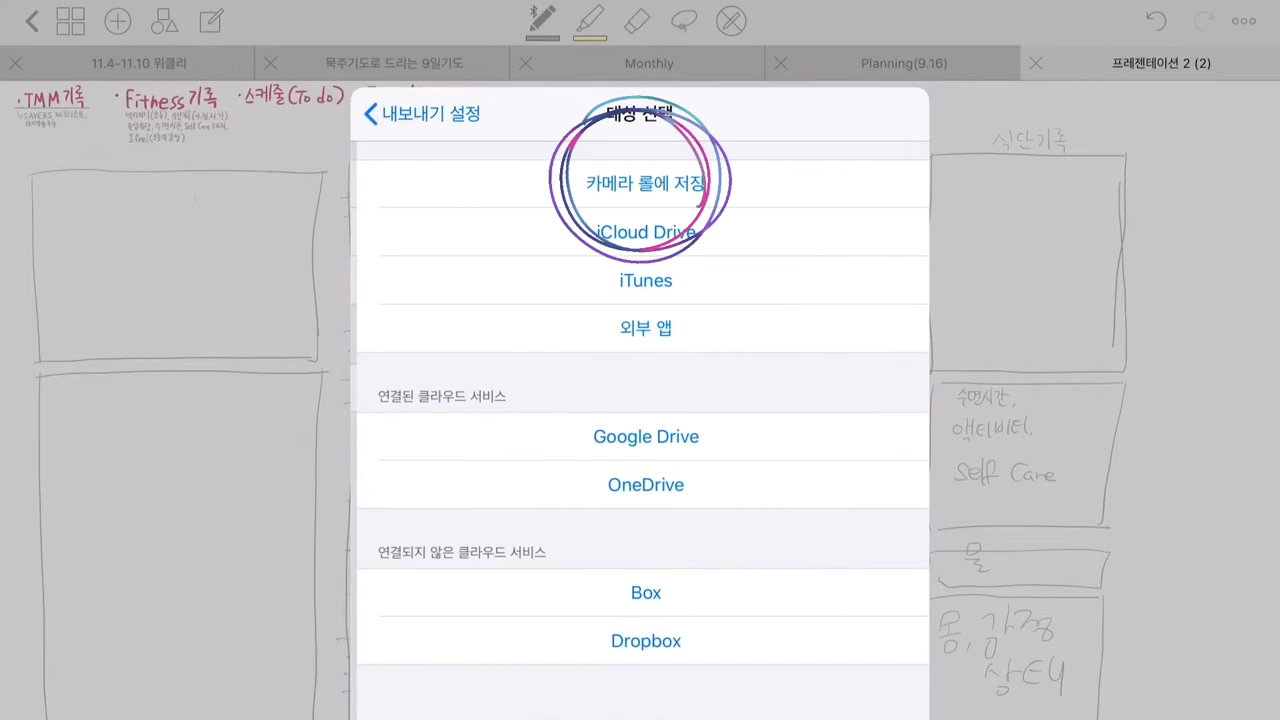 11.4-11.10 위클리
묵주기도로 드리는 9일기도
Monthly
Planning(9.16)
프레젠테이션 2 (2)
·TMM기록
·Fitness기록
·스케줄(To do)
내보내기 설정
대상 선택
카메라 롤에 저장
iCloud Drive
iTunes
외부 앱
연결된 클라우드 서비스
Google Drive
OneDrive
연결되지 않은 클라우드 서비스
Box
Dropbox
식단기록
수면시간,
액티비티,
Self Care
물
몸, 감정
상태